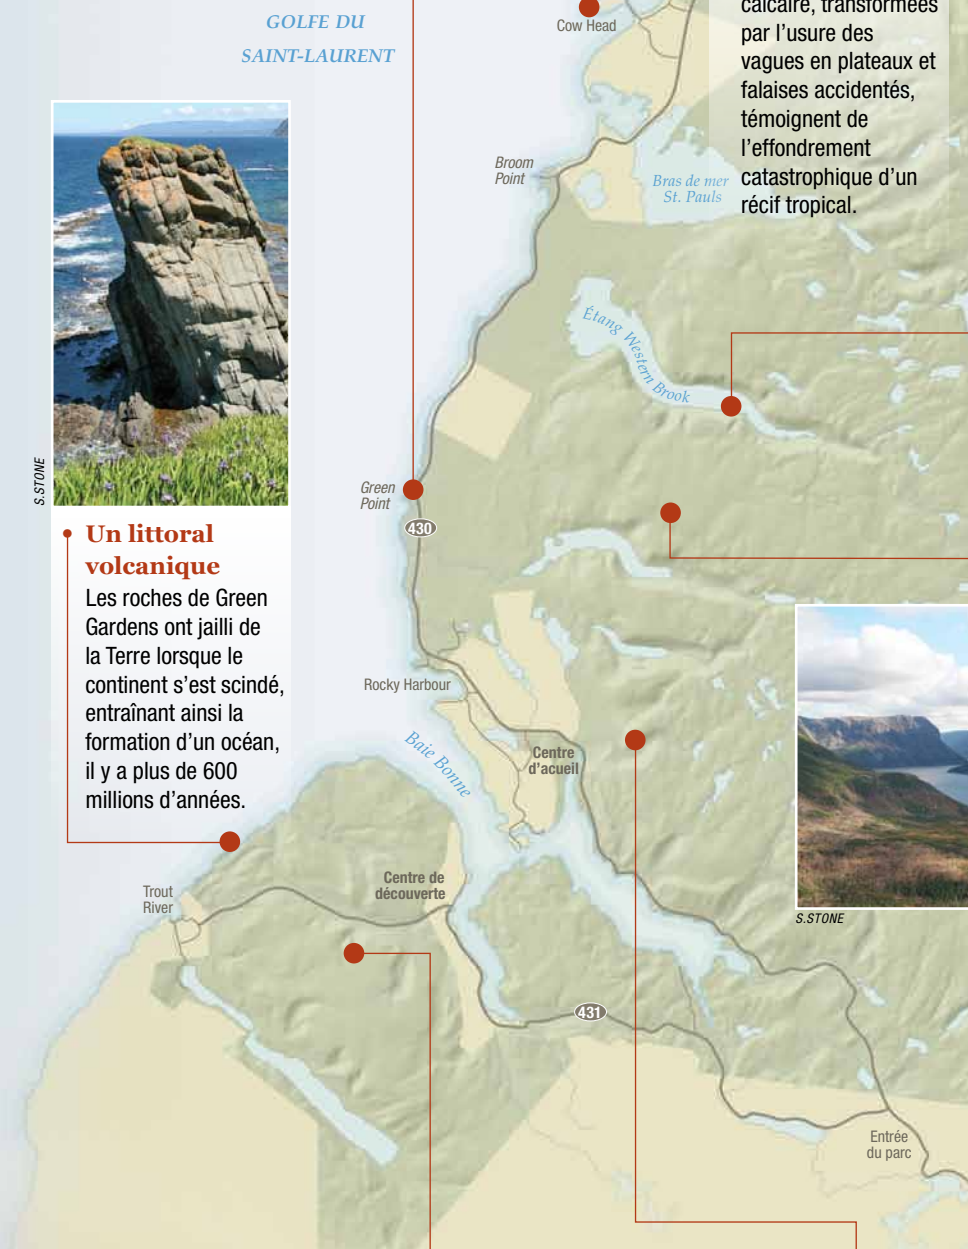 GOLFE DU
SAINT-LAURENT
Cow Head
calcaire, transformées
par l'usure des
vagues en plateaux et
falaises accidentés,
témoignent de
l'effondrement
catastrophique d'un
récif tropical.
Broom
Point
Bras de mer
St. Pauls
Étang Western Brook
Green
Point
430
S.STONE
Un littoral
volcanique
Les roches de Green
Gardens ont jailli de
la Terre lorsque le
continent s'est scindé,
entraînant ainsi la
formation d'un océan,
il y a plus de 600
millions d'années.
Rocky Harbour
Baie Bonne
Centre
d'acueil
Centre de
découverte
Trout
River
S.STONE
431
Entrée
du parc